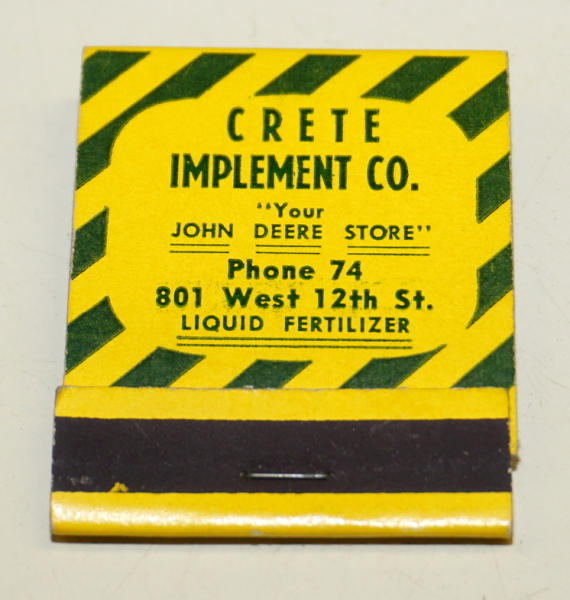 CRETE
IMPLEMENT CO.
"Your
JOHN DEERE STORE"
Phone 74
801 West 12th St.
LIQUID FERTILIZER